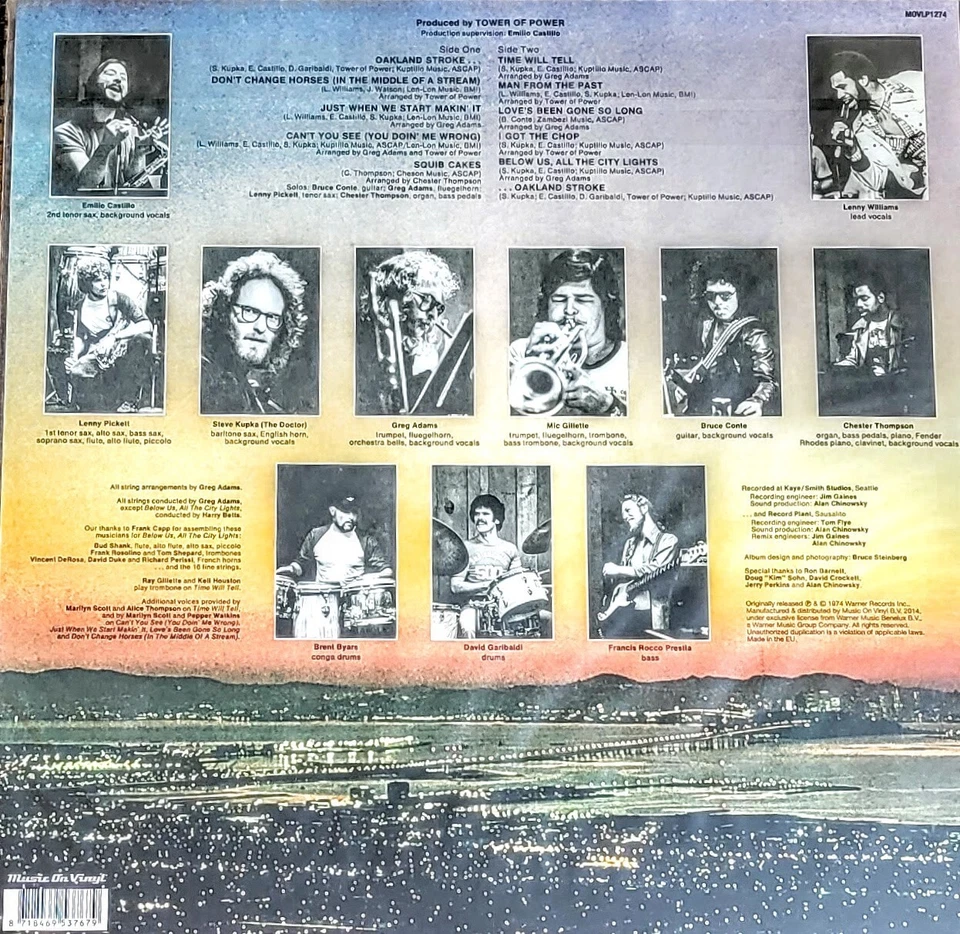 MOVLP1274
Produced by TOWER OF POWER
Production supervision: Emilio Castillo
Side One
OAKLAND STROKE . . .
(S. Kupka, E. Castillo, D. Garibaldi, Tower of Power; Kuptillo Music, ASCAP)
DON'T CHANGE HORSES (IN THE MIDDLE OF A STREAM)
(L. Williams, J. Watson; Len-Lon Music, BMI)
Arranged by Tower of Power
JUST WHEN WE START MAKIN' IT
(L. Williams, E. Castillo, S. Kupka; Len-Lon Music, BMI)
Arranged by Greg Adams
CAN'T YOU SEE (YOU DOIN' ME WRONG)
(L. Williams, E. Castillo, S. Kupka; Kuptillo Music, ASCAP/Len-Lon Music, BMI)
Arranged by Greg Adams and Tower of Power
SQUIB CAKES
(C. Thompson; Cheson Music, ASCAP)
Arranged by Chester Thompson
Solos: Bruce Conte, guitar; Greg Adams, fluegelhorn;
Lenny Pickett, tenor sax; Chester Thompson, organ, bass pedals
Side Two
TIME WILL TELL
(S. Kupka, E. Castillo; Kuptillo Music, ASCAP)
Arranged by Greg Adams
MAN FROM THE PAST
(L. Williams, E. Castillo, S. Kupka; Len-Lon Music, BMI)
Arranged by Tower of Power
LOVE'S BEEN GONE SO LONG
(B. Conte; Zambezi Music, ASCAP)
Arranged by Greg Adams
I GOT THE CHOP
(S. Kupka, E. Castillo; Kuptillo Music, ASCAP)
Arranged by Tower of Power
BELOW US, ALL THE CITY LIGHTS
(S. Kupka, E. Castillo; Kuptillo Music, ASCAP)
Arranged by Greg Adams
. . . OAKLAND STROKE
(S. Kupka, E. Castillo, D. Garibaldi, Tower of Power; Kuptillo Music, ASCAP)
Emilio Castillo
2nd tenor sax, background vocals
Lenny Williams
lead vocals
Lenny Pickett
1st tenor sax, alto sax, bass sax,
soprano sax, flute, alto flute, piccolo
Steve Kupka (The Doctor)
baritone sax, English horn,
background vocals
Greg Adams
trumpet, fluegelhorn,
orchestra bells, background vocals
Mic Gillette
trumpet, fluegelhorn, trombone,
bass trombone, background vocals
Bruce Conte
guitar, background vocals
Chester Thompson
organ, bass pedals, piano, Fender
Rhodes piano, clavinet, background vocals
All string arrangements by Greg Adams.
All strings conducted by Greg Adams,
except Below Us, All The City Lights,
conducted by Harry Betts.
Our thanks to Frank Capp for assembling these
musicians for Below Us, All The City Lights:
Bud Shank, flute, alto flute, alto sax, piccolo
Frank Rosolino and Tom Shepard, trombones
Vincent DeRosa, David Duke and Richard Perissi, French horns
. . . and the 10 fine strings.
Ray Gillette and Kell Houston
play trombone on Time Will Tell.
Additional voices provided by
Marilyn Scott and Alice Thompson on Time Will Tell,
and by Marilyn Scott and Pepper Watkins
on Can't You See (You Doin' Me Wrong),
Just When We Start Makin' It, Love's Been Gone So Long
and Don't Change Horses (In The Middle Of A Stream).
Brent Byars
conga drums
David Garibaldi
drums
Francis Rocco Prestia
bass
Recorded at Kaye/Smith Studios, Seattle
Recording engineer: Jim Gaines
Sound production: Alan Chinowsky
. . . and Record Plant, Sausalito
Recording engineer: Tom Flye
Sound production: Alan Chinowsky
Remix engineers: Jim Gaines
Alan Chinowsky
Album design and photography: Bruce Steinberg
Special thanks to Ron Barnett,
Doug "Kim" Sohn, David Crockett,
Jerry Perkins and Alan Chinowsky.
Originally released ℗ & © 1974 Warner Records Inc.,
Manufactured & distributed by Music On Vinyl B.V. 2014,
under exclusive license from Warner Music Benelux B.V.,
a Warner Music Group Company. All rights reserved.
Unauthorized duplication is a violation of applicable laws.
Made in the EU.
Music On Vinyl
8 718469 537679